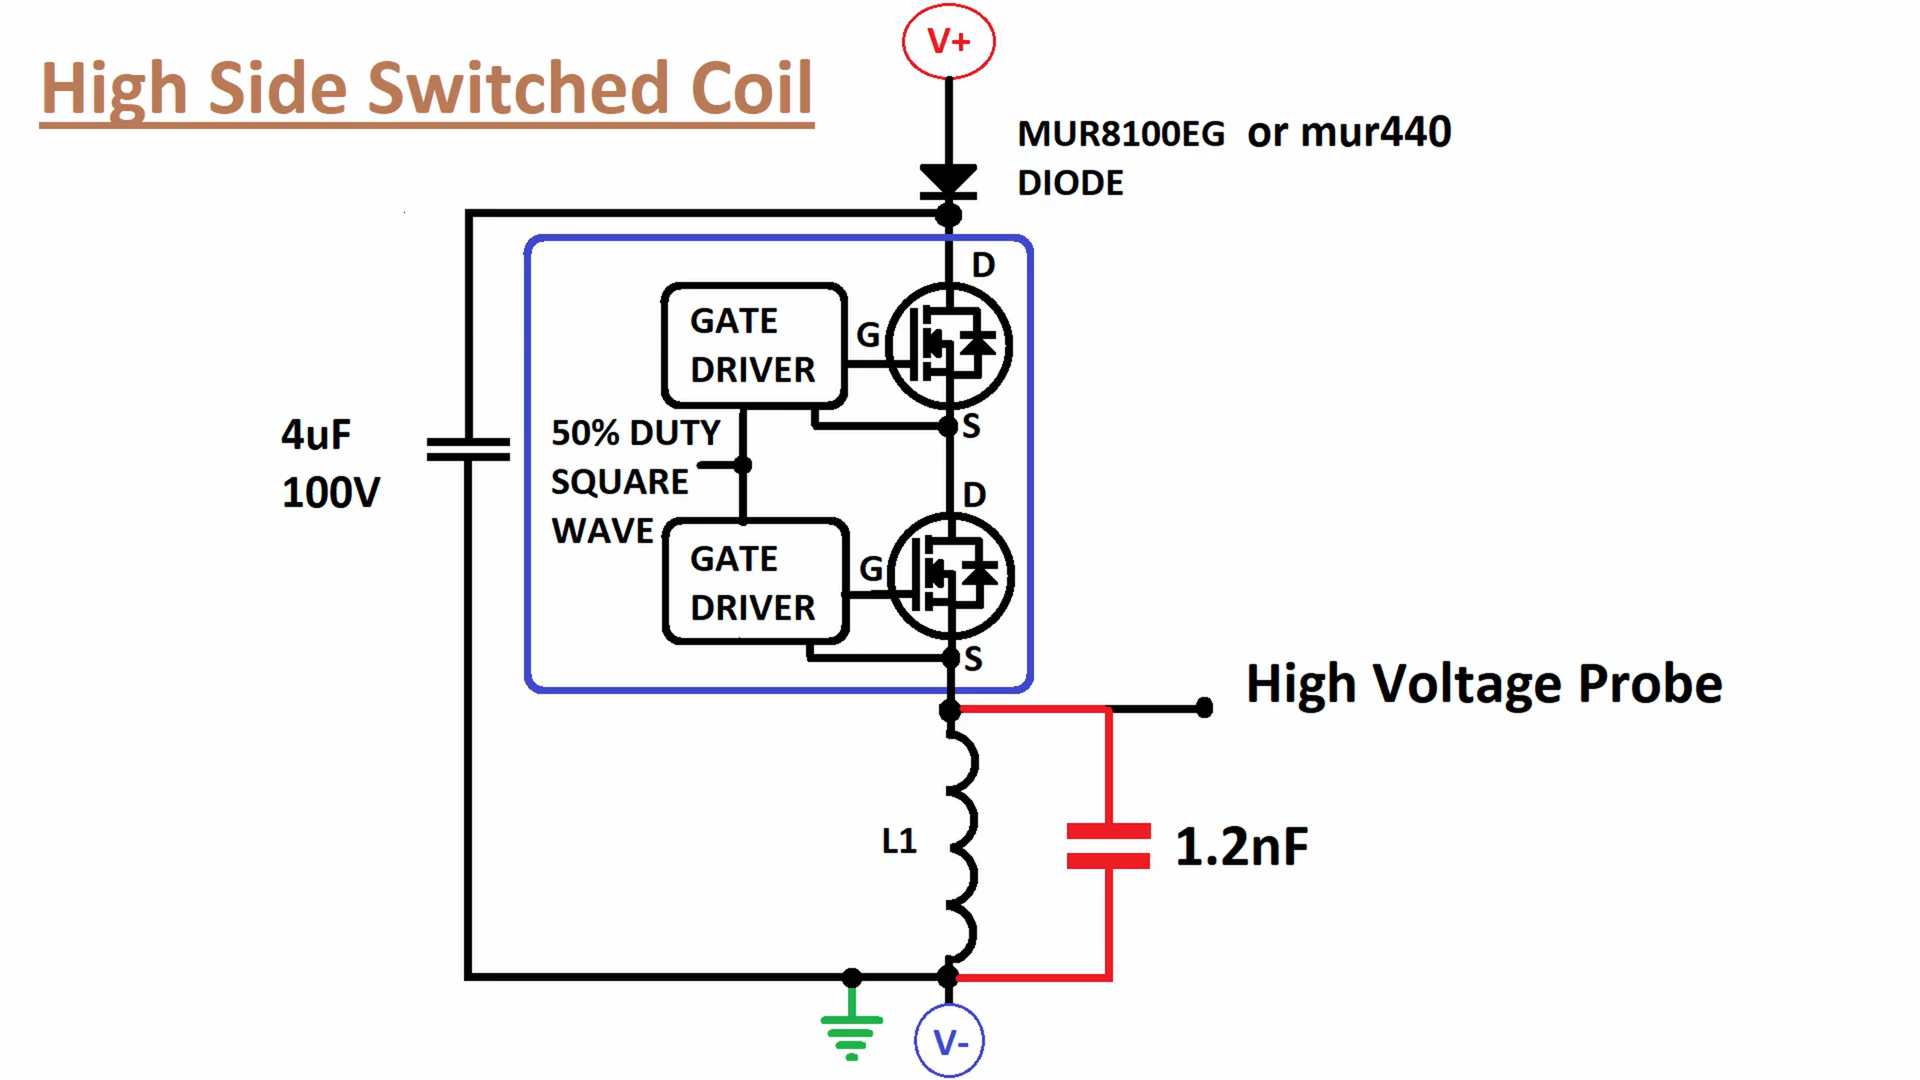 V+
High Side Switched Coil
MUR8100EG or mur440
DIODE
D
GATE
DRIVER
G
S
4uF
100V
50% DUTY
SQUARE
WAVE
D
GATE
DRIVER
G
S
High Voltage Probe
L1
1.2nF
V-